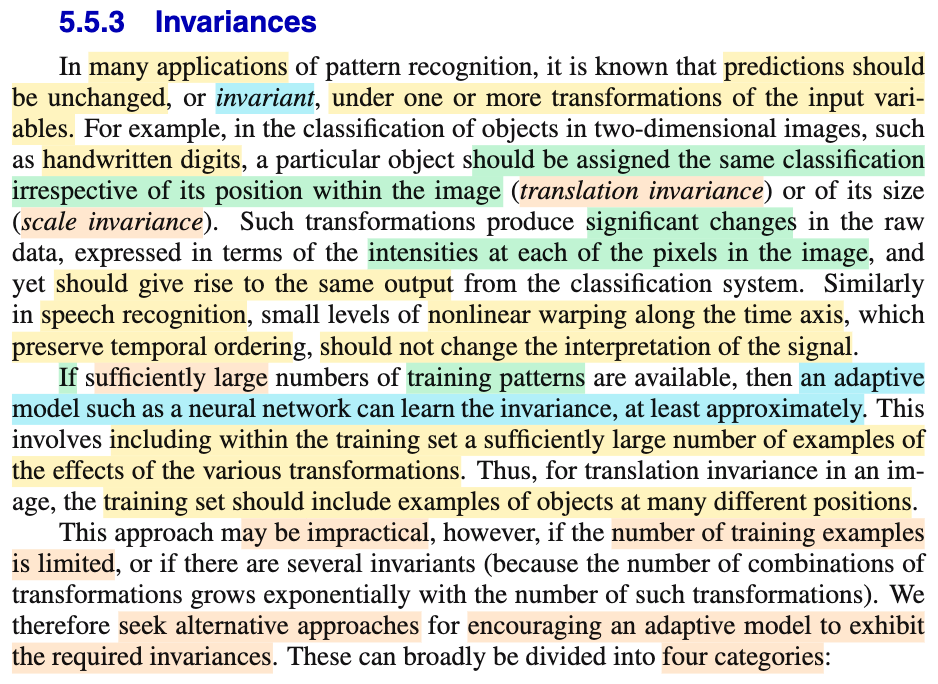 5.5.3 Invariances
In many applications of pattern recognition, it is known that predictions should
be unchanged, or invariant, under one or more transformations of the input vari-
ables. For example, in the classification of objects in two-dimensional images, such
as handwritten digits, a particular object should be assigned the same classification
irrespective of its position within the image (translation invariance) or of its size
(scale invariance). Such transformations produce significant changes in the raw
data, expressed in terms of the intensities at each of the pixels in the image, and
yet should give rise to the same output from the classification system. Similarly
in speech recognition, small levels of nonlinear warping along the time axis, which
preserve temporal ordering, should not change the interpretation of the signal.
If sufficiently large numbers of training patterns are available, then an adaptive
model such as a neural network can learn the invariance, at least approximately. This
involves including within the training set a sufficiently large number of examples of
the effects of the various transformations. Thus, for translation invariance in an im-
age, the training set should include examples of objects at many different positions.
This approach may be impractical, however, if the number of training examples
is limited, or if there are several invariants (because the number of combinations of
transformations grows exponentially with the number of such transformations). We
therefore seek alternative approaches for encouraging an adaptive model to exhibit
the required invariances. These can broadly be divided into four categories: